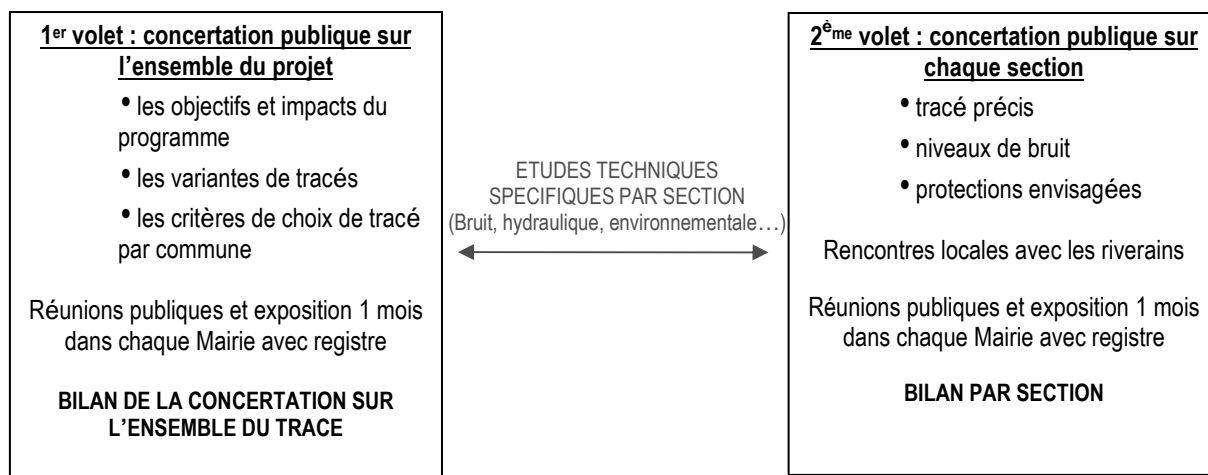 1er volet : concertation publique sur
l’ensemble du projet
• les objectifs et impacts du
programme
• les variantes de tracés
• les critères de choix de tracé
par commune
Réunions publiques et exposition 1 mois
dans chaque Mairie avec registre
BILAN DE LA CONCERTATION SUR
L’ENSEMBLE DU TRACE
ETUDES TECHNIQUES
SPECIFIQUES PAR SECTION
(Bruit, hydraulique, environnementale…)
2ème volet : concertation publique sur
chaque section
• tracé précis
• niveaux de bruit
• protections envisagées
Rencontres locales avec les riverains
Réunions publiques et exposition 1 mois
dans chaque Mairie avec registre
BILAN PAR SECTION